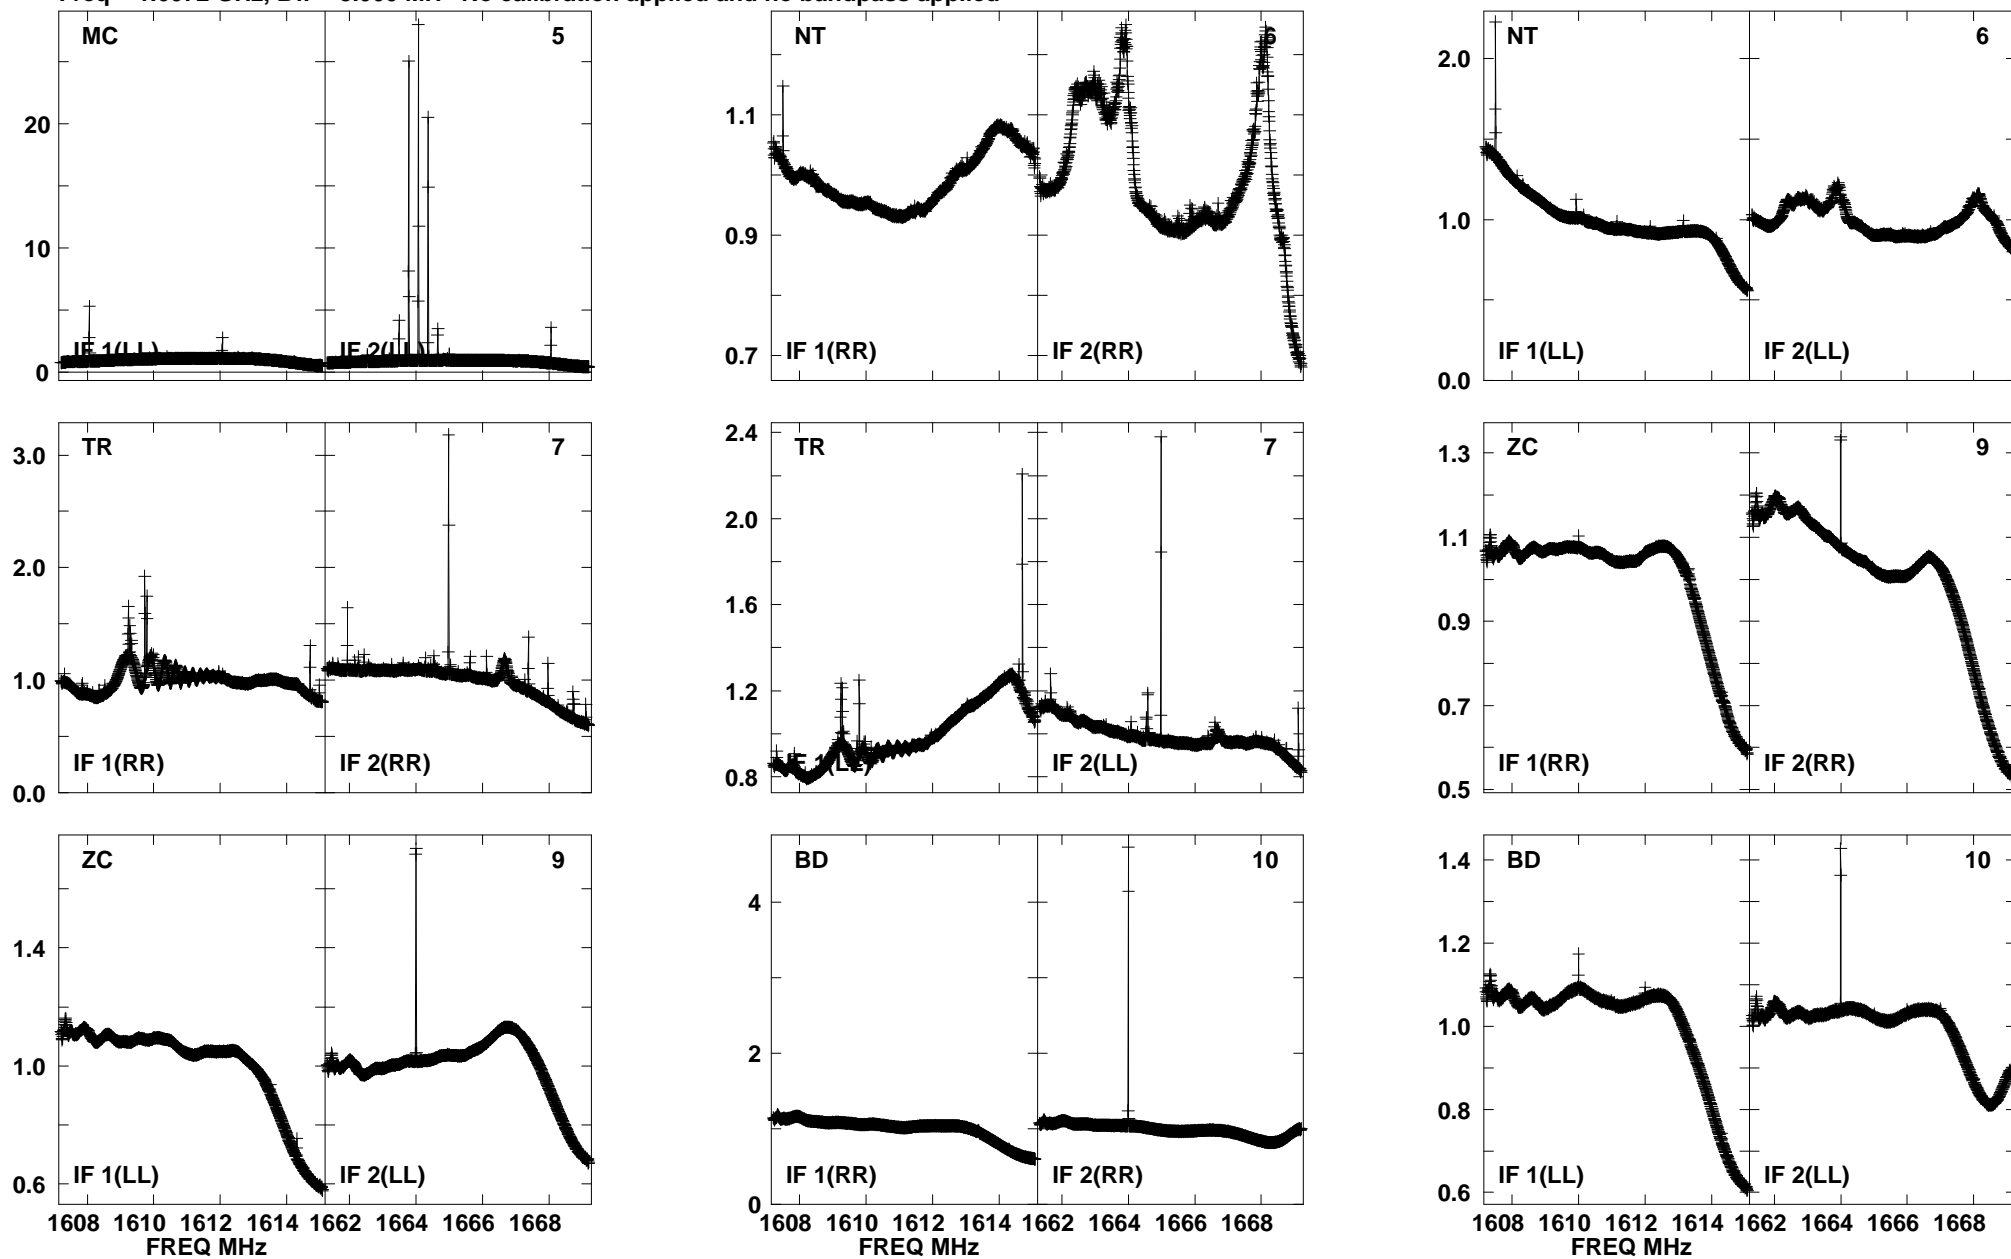 No calibration applied and no bandpass applied
MC 5
20
10
0
IF 1(LL) IF 2(LL)
NT 6
1.1
0.9
0.7
IF 1(RR) IF 2(RR)
NT 6
2.0
1.0
0.0
IF 1(LL) IF 2(LL)
TR 7
3.0
2.0
1.0
0.0
IF 1(RR) IF 2(RR)
TR 7
2.4
2.0
1.6
1.2
0.8
IF 1(LL) IF 2(LL)
ZC 9
1.3
1.1
0.9
0.7
0.5
IF 1(RR) IF 2(RR)
ZC 9
1.4
1.0
0.6
IF 1(LL) IF 2(LL)
1608 1610 1612 1614 1662 1664 1666 1668
FREQ MHz
BD 10
4
2
0
IF 1(RR) IF 2(RR)
1608 1610 1612 1614 1662 1664 1666 1668
FREQ MHz
BD 10
1.4
1.2
1.0
0.8
0.6
IF 1(LL) IF 2(LL)
1608 1610 1612 1614 1662 1664 1666 1668
FREQ MHz